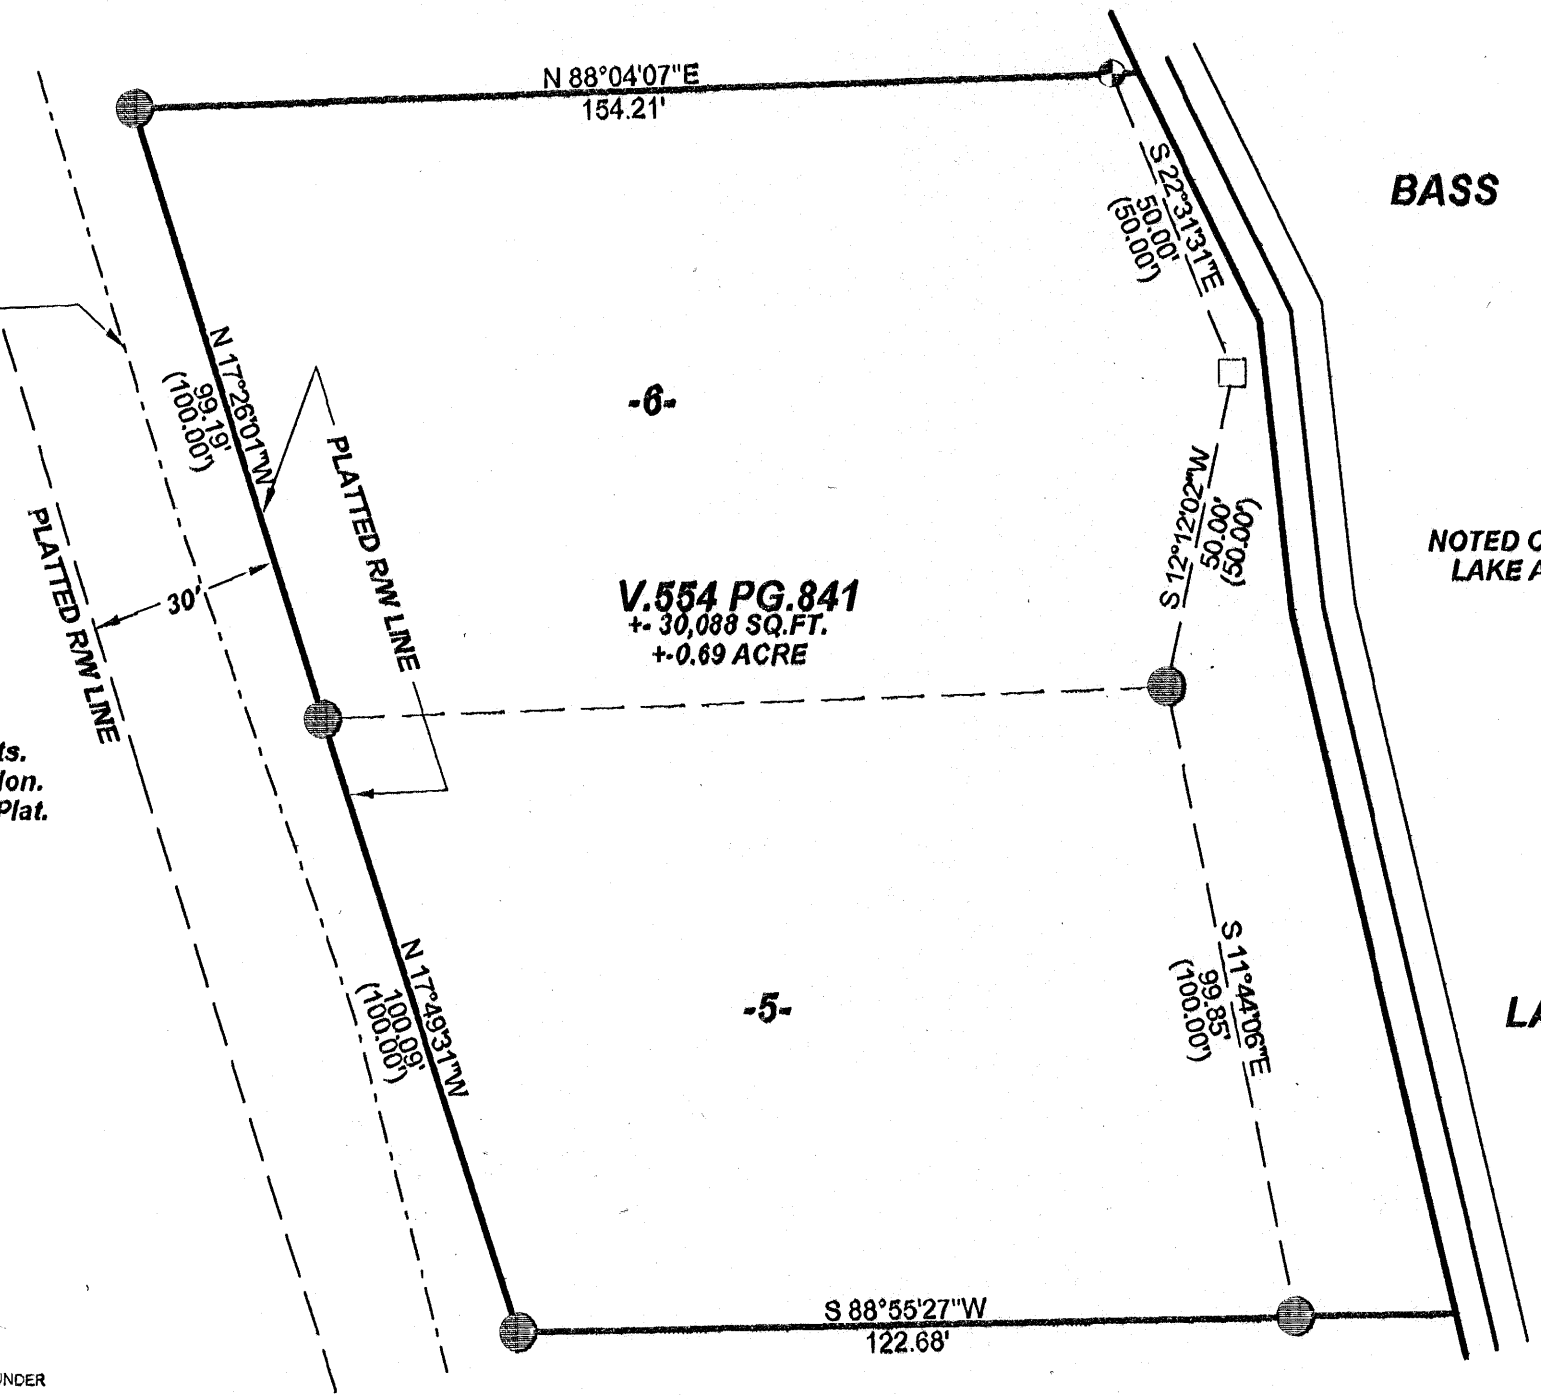 N 88°04'07"E
154.21'
S 22°31'31"E
50.00'
(50.00')
BASS
N 17°26'01"W
99.19'
(100.00')
PLATTED R/W LINE
-6-
S 12°12'02"W
50.00'
(50.00')
PLATTED R/W LINE
30'
V.554 PG.841
+- 30,088 SQ.FT.
+-0.69 ACRE
NOTED
LAKE
ts.
Plat.
N 17°49'31"W
100.09'
(100.00')
-5-
S 11°44'06"E
99.85'
(100.00')
LA
S 88°55'27"W
122.68'
UNDER